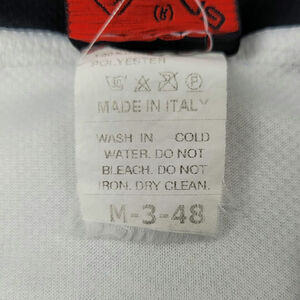 POLYESTER
MADE IN ITALY
WASH IN COLD
WATER. DO NOT
BLEACH. DO NOT
IRON. DRY CLEAN.
M-3-48